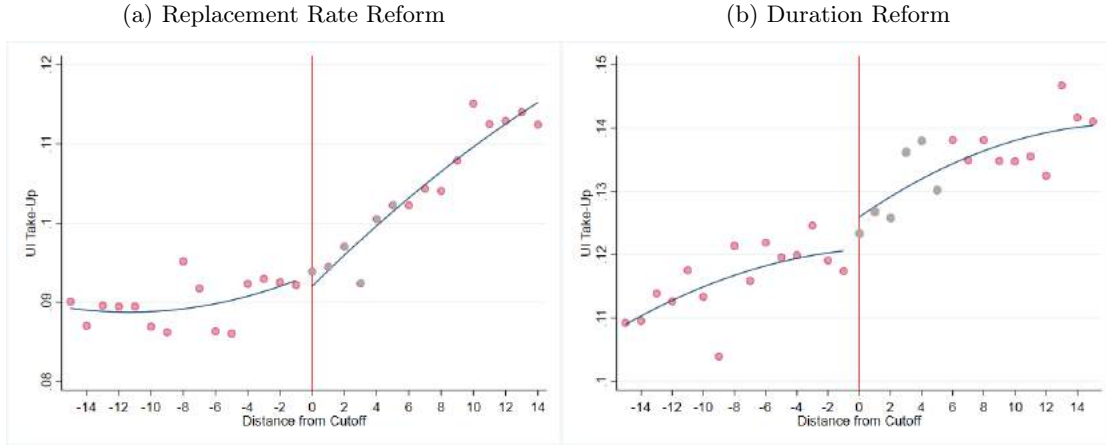 (a) Replacement Rate Reform
.12
.11
.1
.09
.08
UI Take-Up
-14 -12 -10 -8 -6 -4 -2 0 2 4 6 8 10 12 14
Distance from Cutoff
(b) Duration Reform
.15
.14
.13
.12
.11
.1
UI Take-Up
-14 -12 -10 -8 -6 -4 -2 0 2 4 6 8 10 12 14
Distance from Cutoff